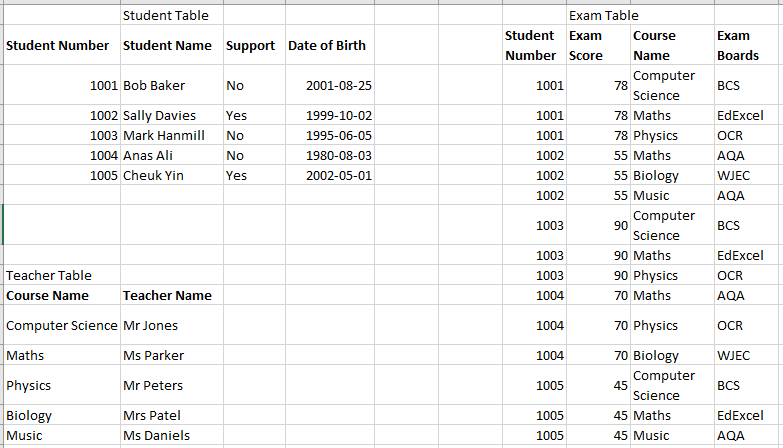 Student Table
Student Number Student Name Support Date of Birth
1001 Bob Baker No 2001-08-25
1002 Sally Davies Yes 1999-10-02
1003 Mark Hanmill No 1995-06-05
1004 Anas Ali No 1980-08-03
1005 Cheuk Yin Yes 2002-05-01
Teacher Table
Course Name Teacher Name
Computer Science Mr Jones
Maths Ms Parker
Physics Mr Peters
Biology Mrs Patel
Music Ms Daniels
Exam Table
Student Exam Course Exam
Number Score Name Boards
1001 78 Computer Science BCS
1001 78 Maths EdExcel
1001 78 Physics OCR
1002 55 Maths AQA
1002 55 Biology WJEC
1002 55 Music AQA
1003 90 Computer Science BCS
1003 90 Maths EdExcel
1003 90 Physics OCR
1004 70 Maths AQA
1004 70 Physics OCR
1004 70 Biology WJEC
1005 45 Computer Science BCS
1005 45 Maths EdExcel
1005 45 Music AQA